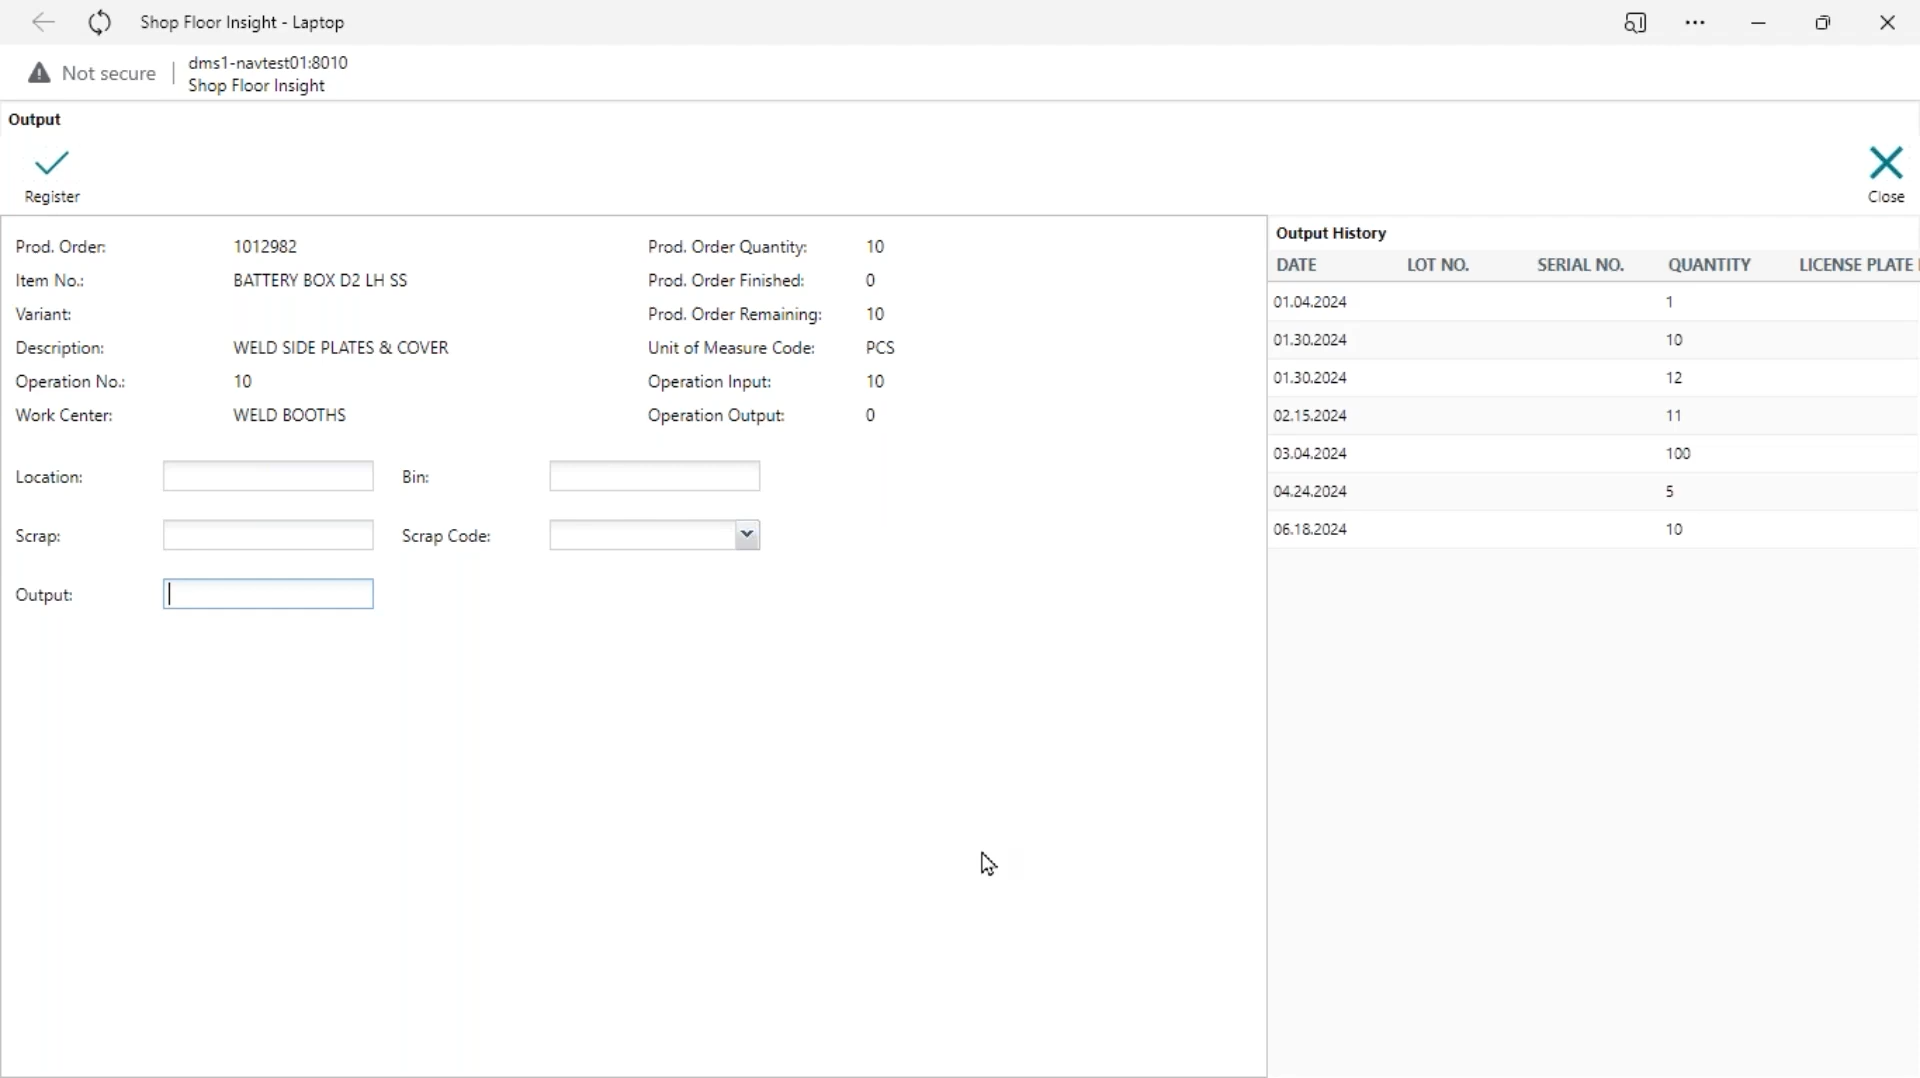 Shop Floor Insight - Laptop
Not secure
dms1-navtest01:8010
Shop Floor Insight
Output
Register
Close
Prod. Order: 1012982 Prod. Order Quantity: 10
Item No.: BATTERY BOX D2 LH SS Prod. Order Finished: 0
Variant: Prod. Order Remaining: 10
Description: WELD SIDE PLATES & COVER Unit of Measure Code: PCS
Operation No.: 10 Operation Input: 10
Work Center: WELD BOOTHS Operation Output: 0
Location: Bin:
Scrap: Scrap Code:
Output:
Output History
DATE LOT NO. SERIAL NO. QUANTITY LICENSE PLATE
01.04.2024 1
01.30.2024 10
01.30.2024 12
02.15.2024 11
03.04.2024 100
04.24.2024 5
06.18.2024 10